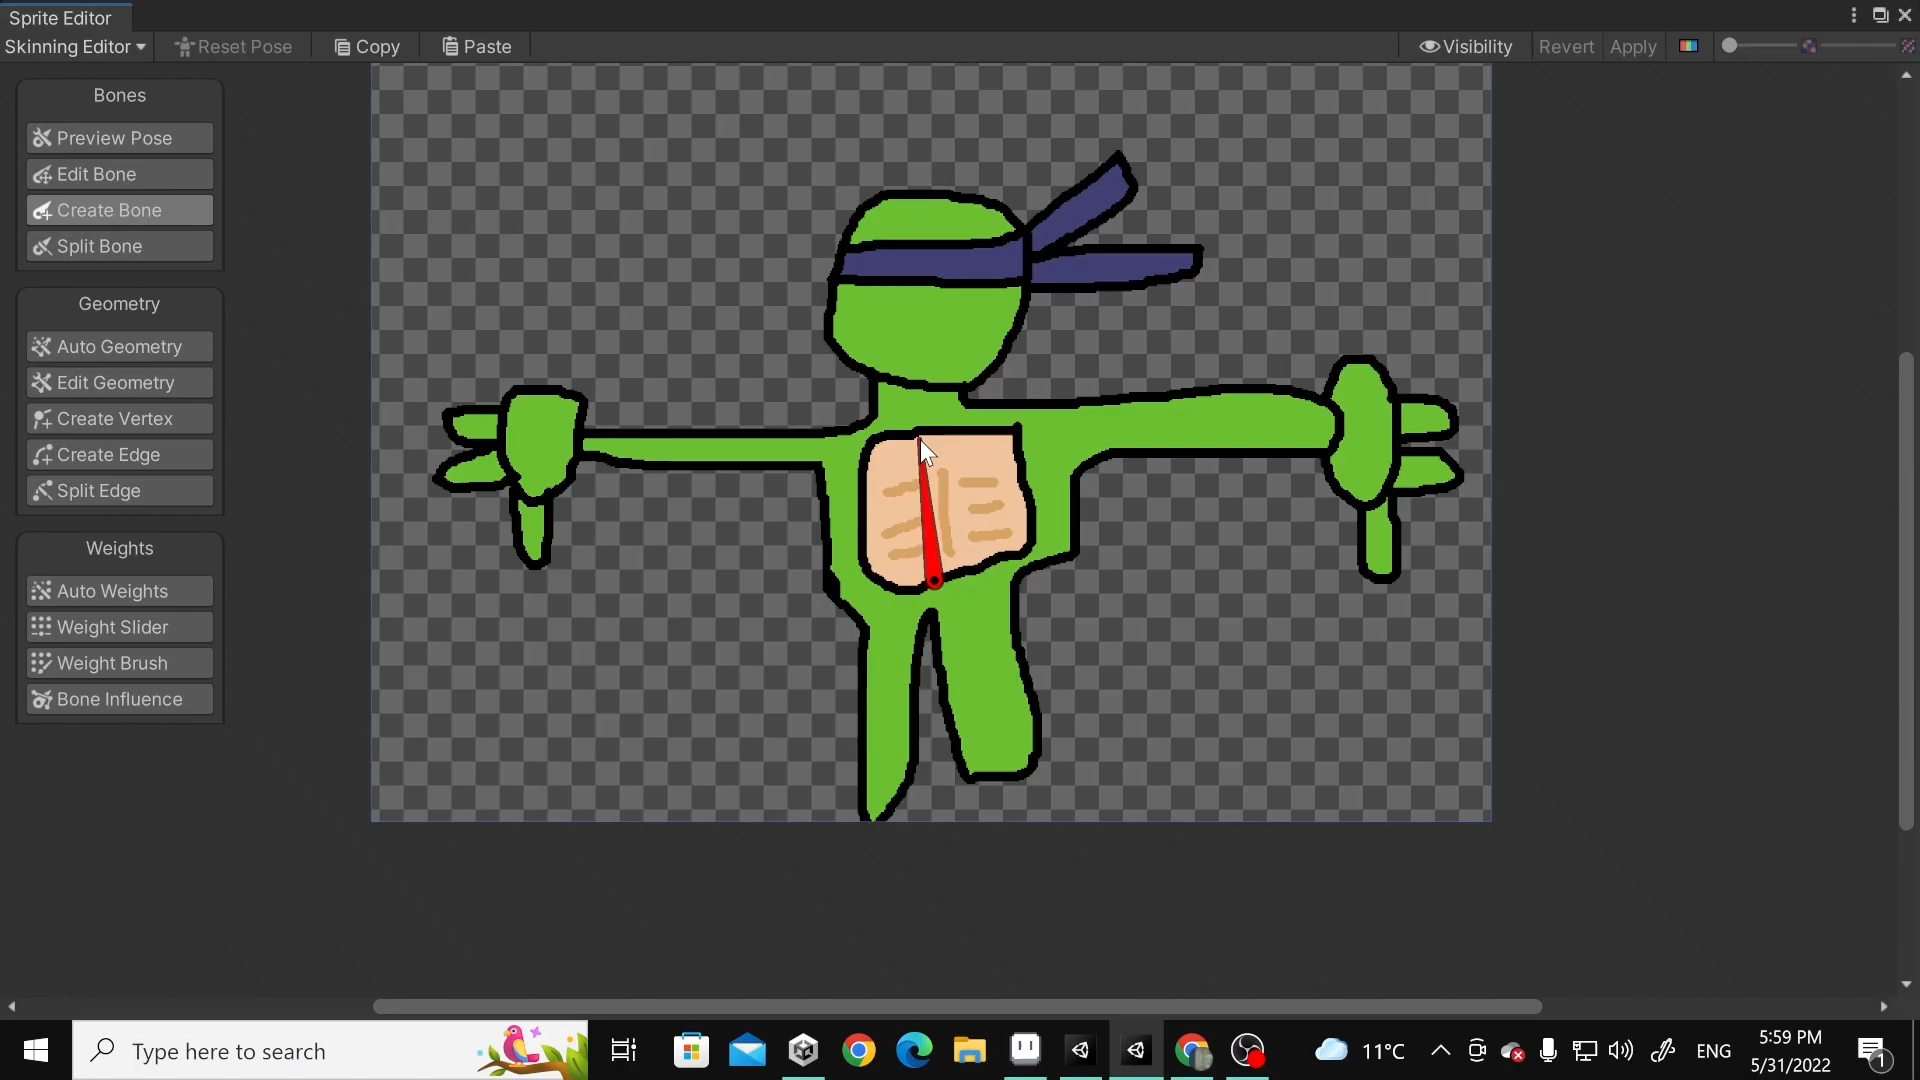 Sprite Editor
Skinning Editor Reset Pose Copy Paste Visibility Revert Apply
Bones
Preview Pose
Edit Bone
Create Bone
Split Bone
Geometry
Auto Geometry
Edit Geometry
Create Vertex
Create Edge
Split Edge
Weights
Auto Weights
Weight Slider
Weight Brush
Bone Influence
Type here to search 11°C ENG
5:59 PM
5/31/2022
1